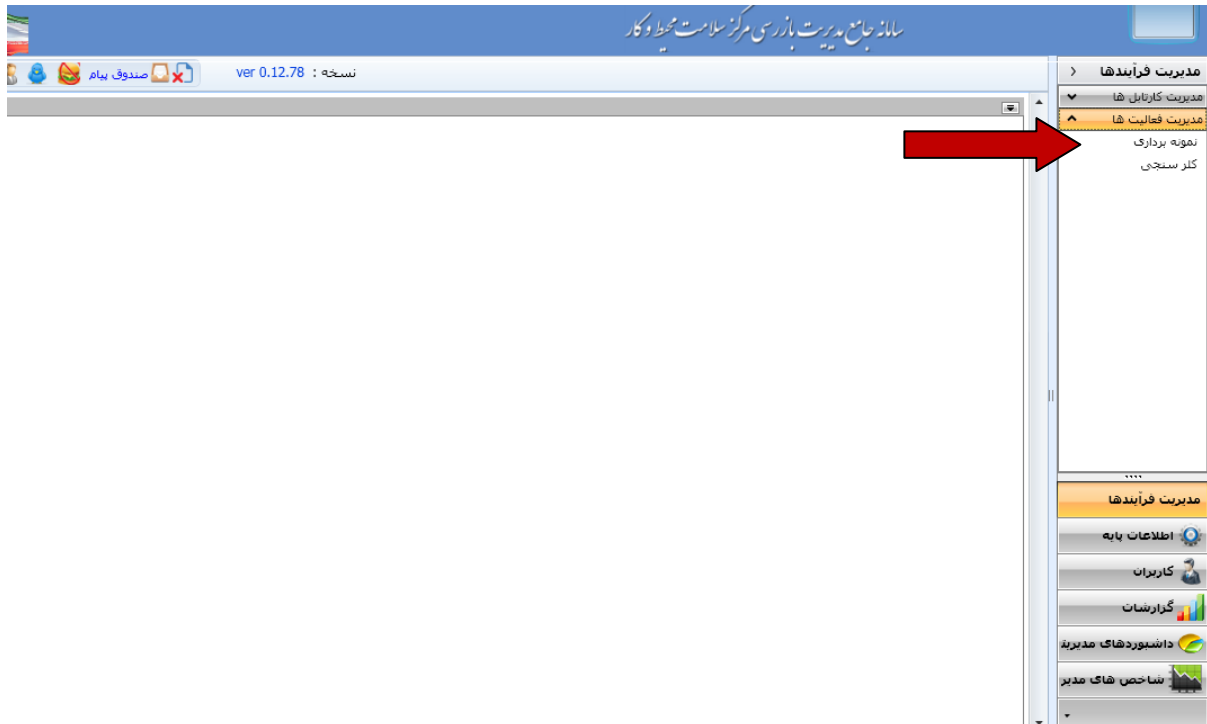 سامانه جامع مدیریت بازرسی مرکز سلامت محیط و کار
نسخه : ver 0.12.78
صندوق پیام
مدیریت فرآیندها
مدیریت کارتابل ها
مدیریت فعالیت ها
نمونه برداری
کلر سنجی
مدیریت فرآیندها
اطلاعات پایه
کاربران
گزارشات
داشبوردهای مدیریت
شاخص های مدیر